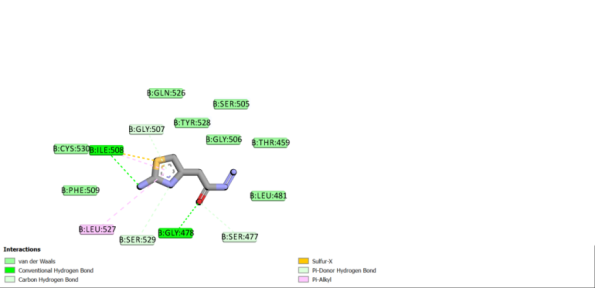 B:GLN:526
B:SER:505
B:TYR:528
B:GLY:507
B:GLY:506
B:THR:459
B:CYS:530
B:ILE:508
B:PHE:509
B:LEU:481
B:LEU:527
B:SER:529
B:GLY:478
B:SER:477
Interactions
van der Waals
Conventional Hydrogen Bond
Carbon Hydrogen Bond
Sulfur-X
Pi-Donor Hydrogen Bond
Pi-Alkyl